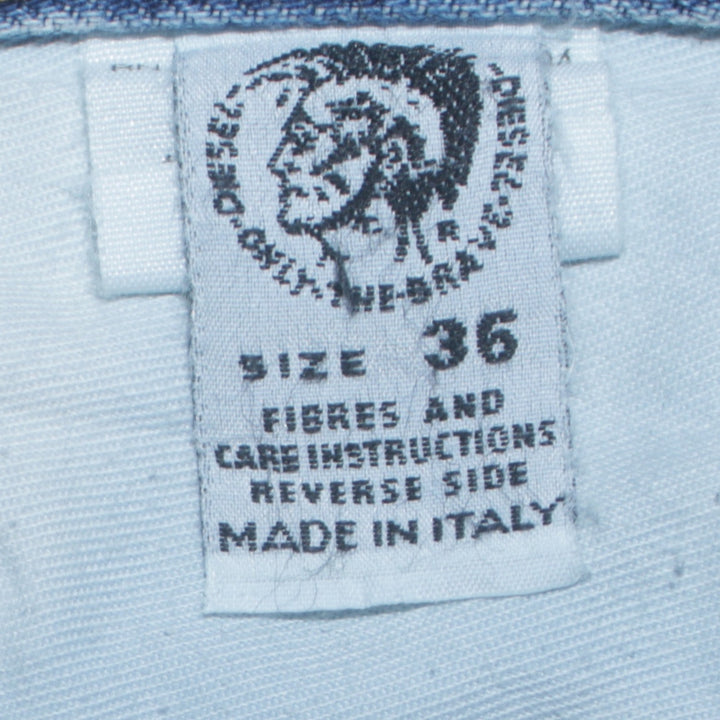 DIESEL
DIESEL
ONLY·THE·BRAVE
R
SIZE 36
FIBRES AND
CARE INSTRUCTIONS
REVERSE SIDE
MADE IN ITALY